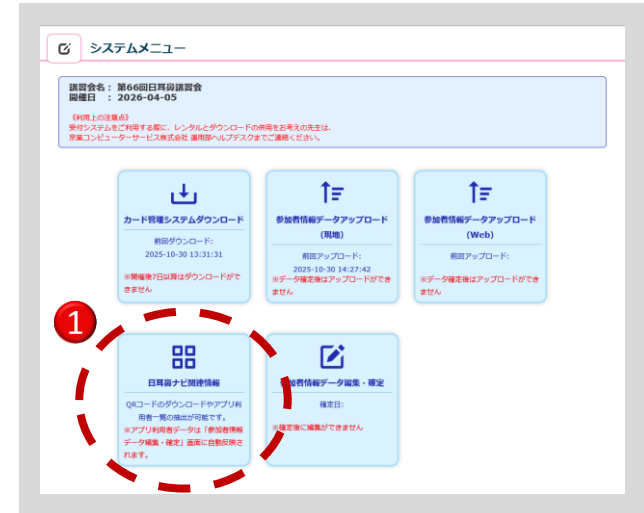 システムメニュー
講習会名： 第66回日耳鼻講習会
開催日 ： 2026-04-05
《利用上の注意点》
受付システムをご利用する際に、レンタルとダウンロードの併用をお考えの先生は、
京葉コンピューターサービス株式会社 運用部ヘルプデスクまでご連絡ください。
カード管理システムダウンロード
前回ダウンロード：
2025-10-30 13:31:31
※開催後7日以降はダウンロードがで
きません
参加者情報データアップロード
（現地）
前回アップロード：
2025-10-30 14:27:42
※データ確定後はアップロードができ
ません
参加者情報データアップロード
（Web）
前回アップロード：
※データ確定後はアップロードができ
ません
1
日耳鼻ナビ関連情報
QRコードのダウンロードやアプリ利
用者一覧の抽出が可能です。
※アプリ利用者データは「参加者情報
データ編集・確定」画面に自動反映さ
れます。
参加者情報データ編集・確定
確定日：
※確定後に編集ができません